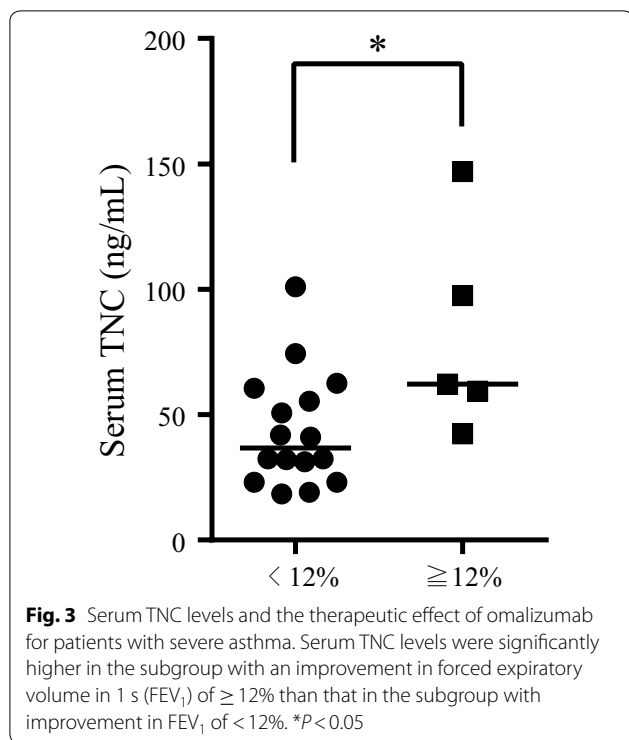 200
*
150
100
50
0
Serum TNC (ng/mL)
< 12%
≧12%
Fig. 3 Serum TNC levels and the therapeutic effect of omalizumab
for patients with severe asthma. Serum TNC levels were significantly
higher in the subgroup with an improvement in forced expiratory
volume in 1 s (FEV₁) of ≥ 12% than that in the subgroup with
improvement in FEV₁ of < 12%. *P < 0.05